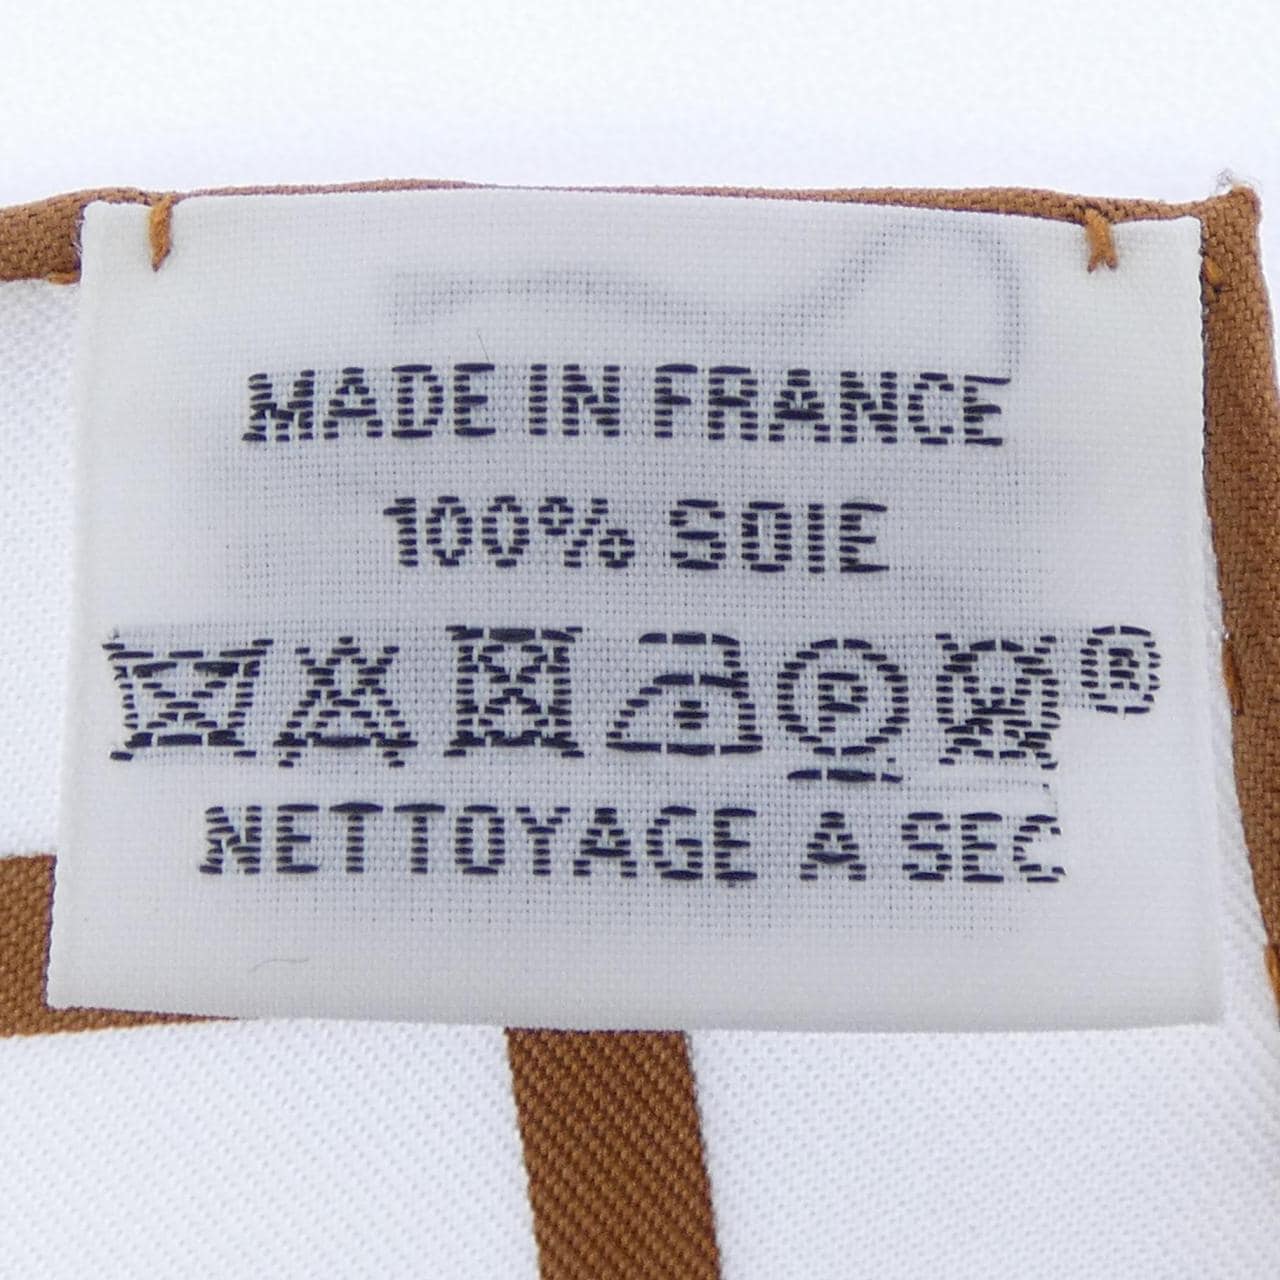 MADE IN FRANCE
100% SOIE
P ®
NETTOYAGE A SEC